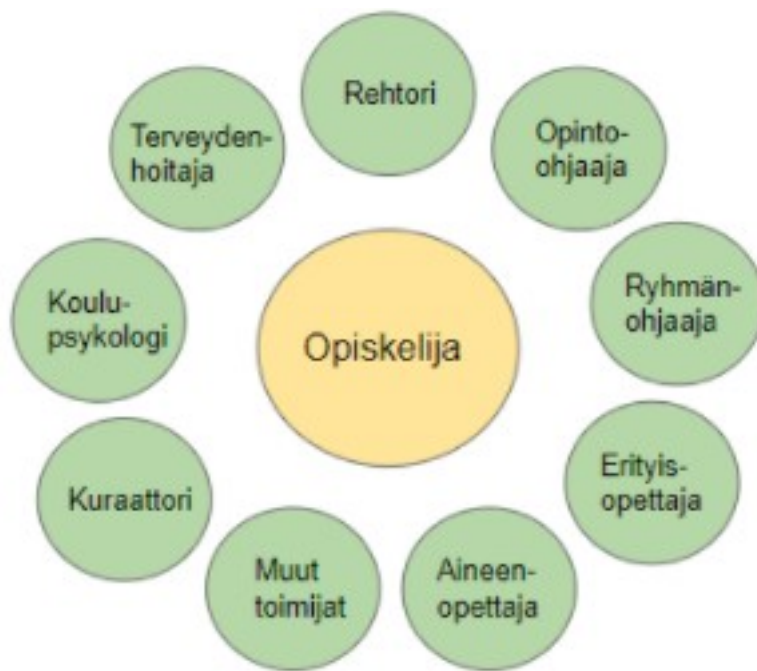 Rehtori
Opinto-
ohjaaja
Ryhmän-
ohjaaja
Erityis-
opettaja
Aineen-
opettaja
Muut
toimijat
Kuraattori
Koulu-
psykologi
Terveyden-
hoitaja
Opiskelija